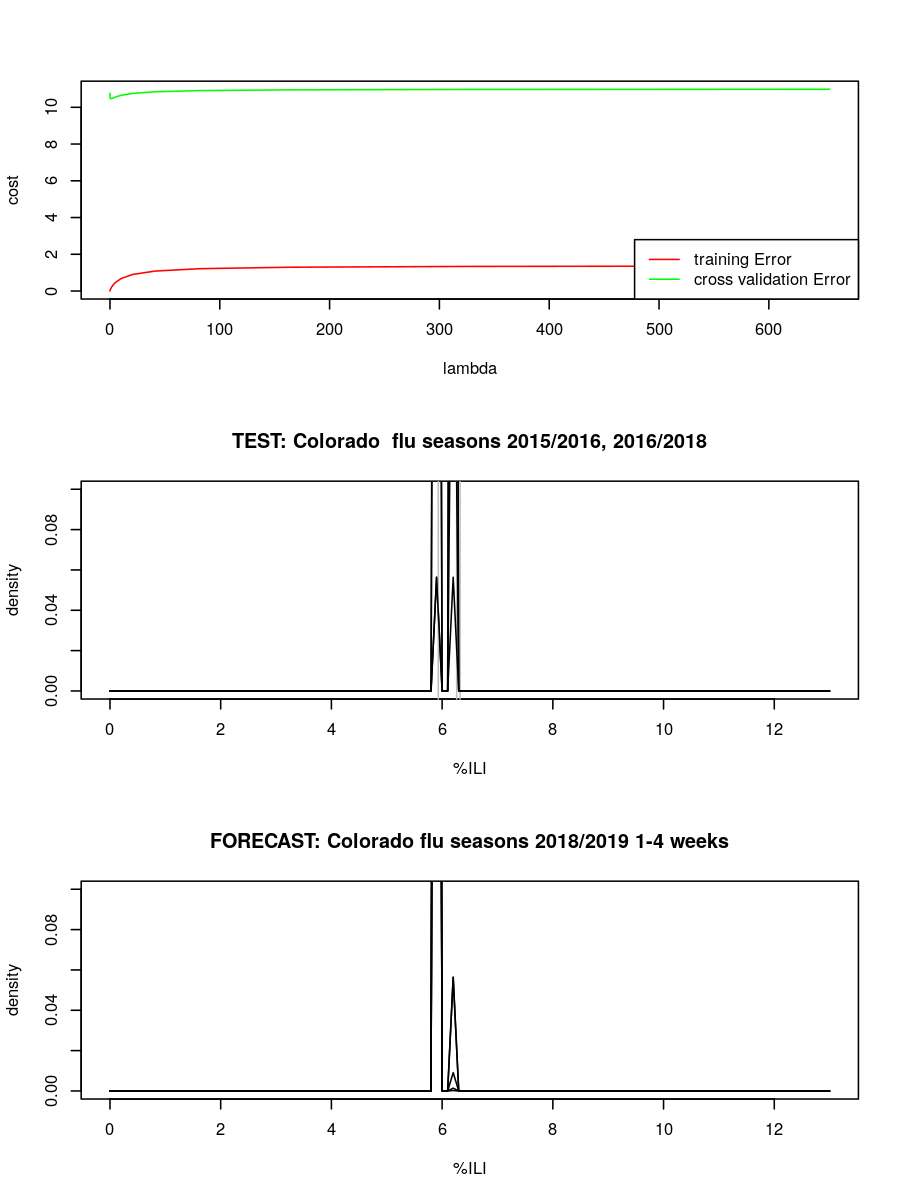 cost
10
8
6
4
2
0
training Error
cross validation Error
0 100 200 300 400 500 600
lambda
TEST: Colorado  flu seasons 2015/2016, 2016/2018
density
0.08
0.04
0.00
0 2 4 6 8 10 12
%ILI
FORECAST: Colorado flu seasons 2018/2019 1-4 weeks
density
0.08
0.04
0.00
0 2 4 6 8 10 12
%ILI